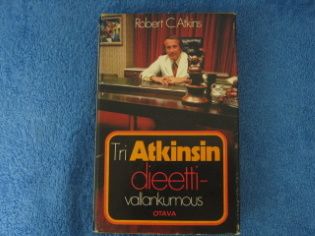 Robert C. Atkins
Tri Atkinsin
dieetti-
vallankumous
OTAVA